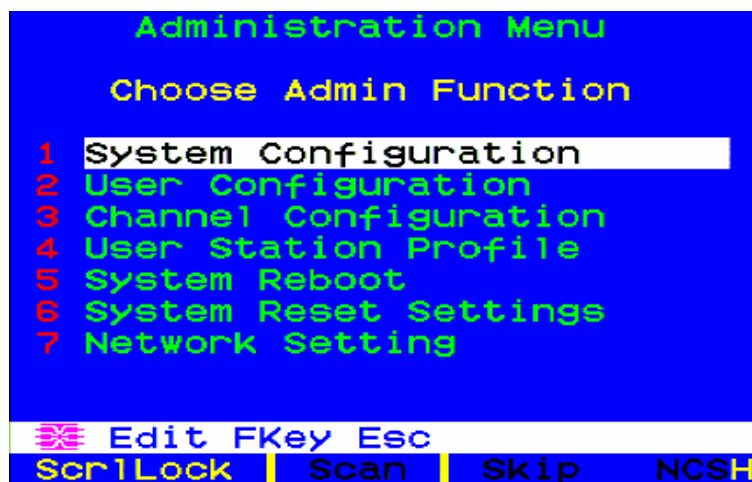 Administration Menu
Choose Admin Function
1 System Configuration
2 User Configuration
3 Channel Configuration
4 User Station Profile
5 System Reboot
6 System Reset Settings
7 Network Setting
Edit FKey Esc
ScrlLock Scan Skip NCSH